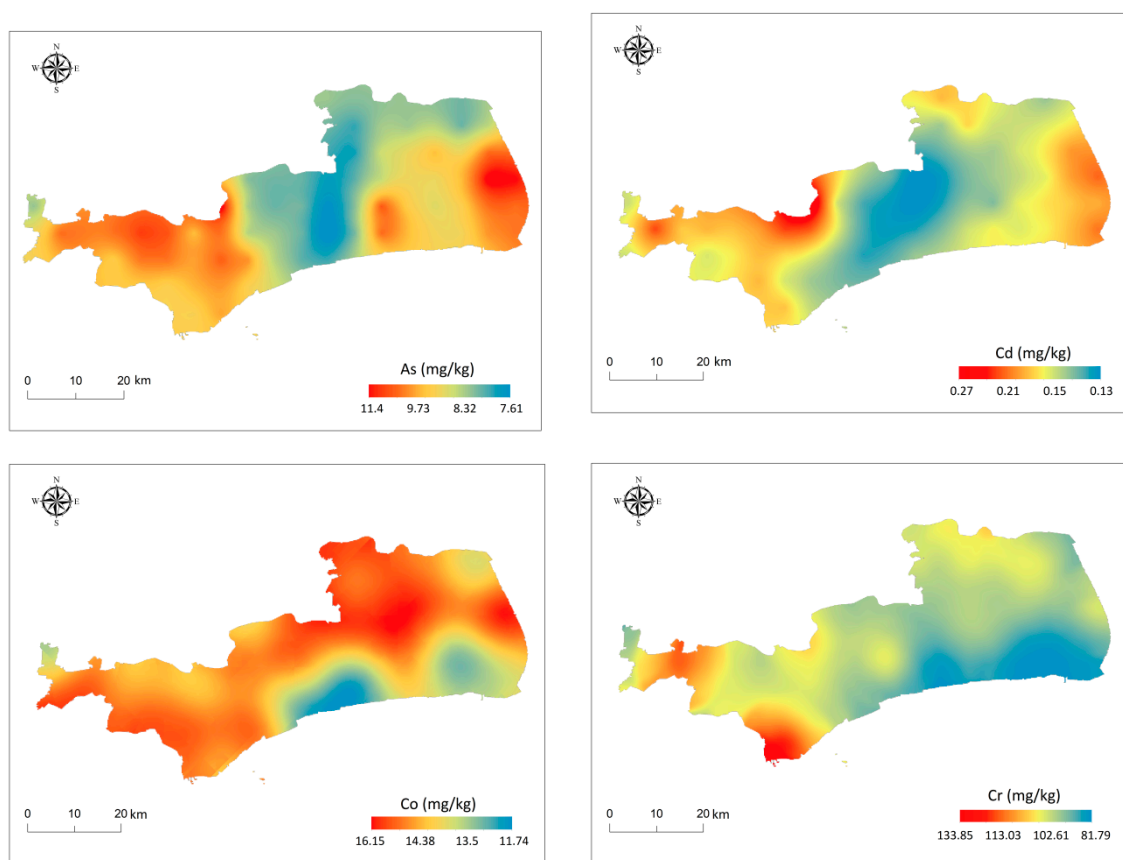 N
W E
S
0 10 20 km
As (mg/kg)
11.4 9.73 8.32 7.61
N
W E
S
0 10 20 km
Cd (mg/kg)
0.27 0.21 0.15 0.13
N
W E
S
0 10 20 km
Co (mg/kg)
16.15 14.38 13.5 11.74
N
W E
S
0 10 20 km
Cr (mg/kg)
133.85 113.03 102.61 81.79